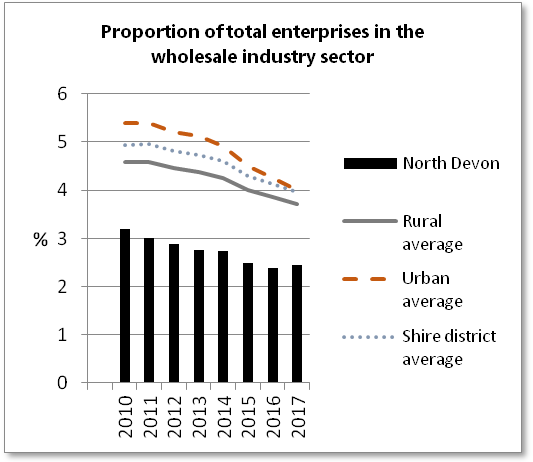 Proportion of total enterprises in the
wholesale industry sector
6
5
4
3
2
1
0
%
2010
2011
2012
2013
2014
2015
2016
2017
North Devon
Rural
average
Urban
average
Shire district
average